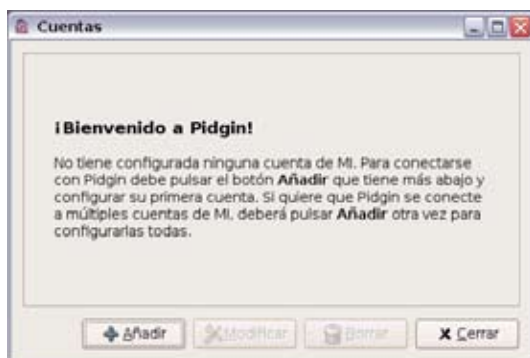 Cuentas
¡Bienvenido a Pidgin!
No tiene configurada ninguna cuenta de MI. Para conectarse
con Pidgin debe pulsar el botón Añadir que tiene más abajo y
configurar su primera cuenta. Si quiere que Pidgin se conecte
a múltiples cuentas de MI, deberá pulsar Añadir otra vez para
configurarlas todas.
Añadir Modificar Borrar Cerrar